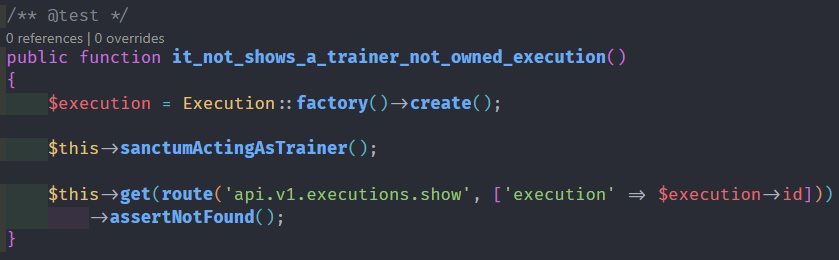 /** @test */
0 references | 0 overrides
public function it_not_shows_a_trainer_not_owned_execution()
{
    $execution = Execution::factory()->create();

    $this->sanctumActingAsTrainer();

    $this->get(route('api.v1.executions.show', ['execution' => $execution->id]))
        ->assertNotFound();
}